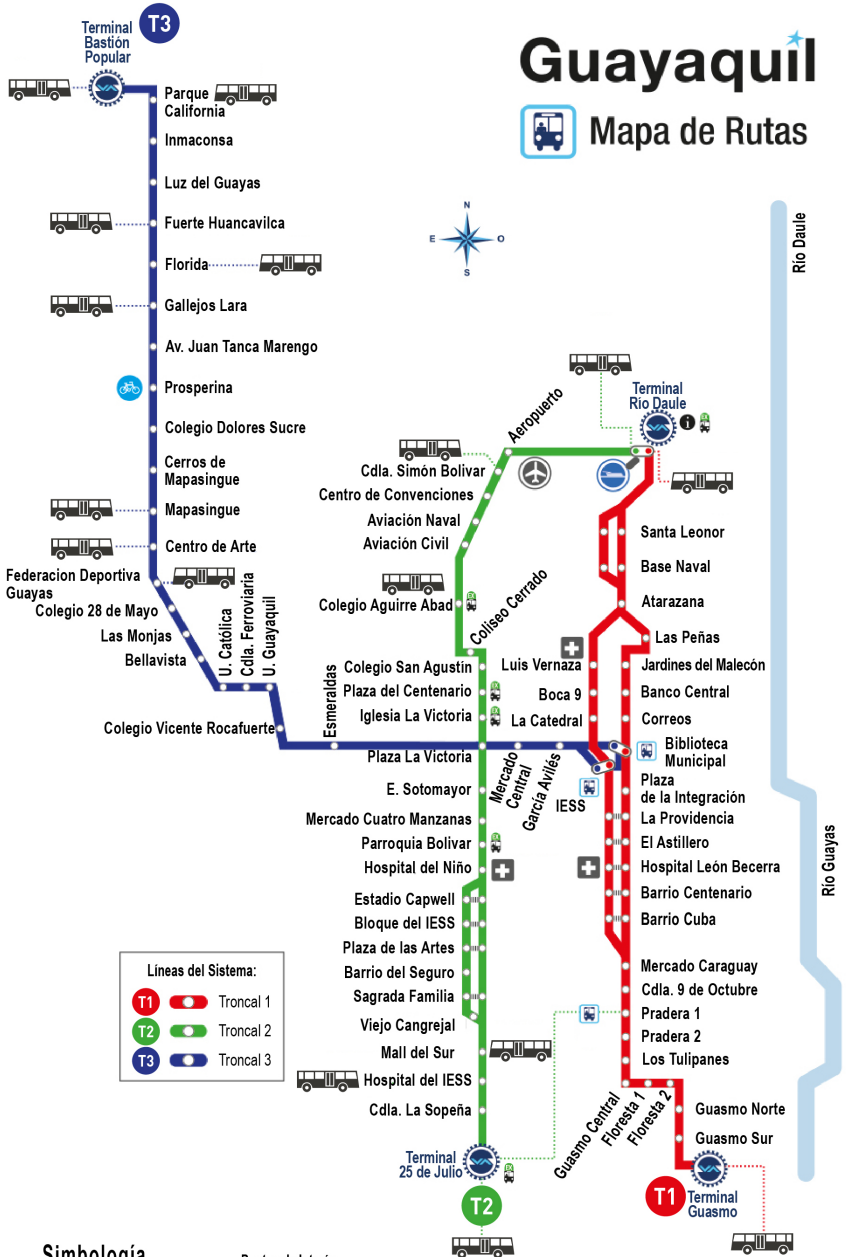 T3
Terminal
Bastión
Popular
Guayaquil
Mapa de Rutas
Parque
California
Inmaconsa
Luz del Guayas
Fuerte Huancavilca
Florida
Gallejos Lara
Av. Juan Tanca Marengo
Prosperina
Colegio Dolores Sucre
Cerros de
Mapasingue
Mapasingue
Centro de Arte
Federacion Deportiva
Guayas
Colegio 28 de Mayo
Las Monjas
Bellavista
U. Católica
Cdla. Ferroviaria
U. Guayaquil
Colegio Vicente Rocafuerte
Esmeraldas
N
E
O
S
Río Daule
Terminal
Río Daule
i
Aeropuerto
Cdla. Simón Bolivar
Centro de Convenciones
Aviación Naval
Aviación Civil
Colegio Aguirre Abad
Coliseo Cerrado
Colegio San Agustín
Plaza del Centenario
Iglesia La Victoria
Plaza La Victoria
Mercado
Central
García Avilés
IESS
E. Sotomayor
Mercado Cuatro Manzanas
Parroquia Bolivar
Hospital del Niño
Estadio Capwell
Bloque del IESS
Plaza de las Artes
Barrio del Seguro
Sagrada Familia
Viejo Cangrejal
Mall del Sur
Hospital del IESS
Cdla. La Sopeña
Terminal
25 de Julio
T2
Santa Leonor
Base Naval
Atarazana
Las Peñas
Luis Vernaza
Boca 9
La Catedral
Jardines del Malecón
Banco Central
Correos
Biblioteca
Municipal
Plaza
de la Integración
La Providencia
El Astillero
Hospital León Becerra
Barrio Centenario
Barrio Cuba
Mercado Caraguay
Cdla. 9 de Octubre
Pradera 1
Pradera 2
Los Tulipanes
Guasmo Central
Floresta 1
Floresta 2
Guasmo Norte
Guasmo Sur
T1
Terminal
Guasmo
Río Guayas
Líneas del Sistema:
T1 Troncal 1
T2 Troncal 2
T3 Troncal 3
Simbología